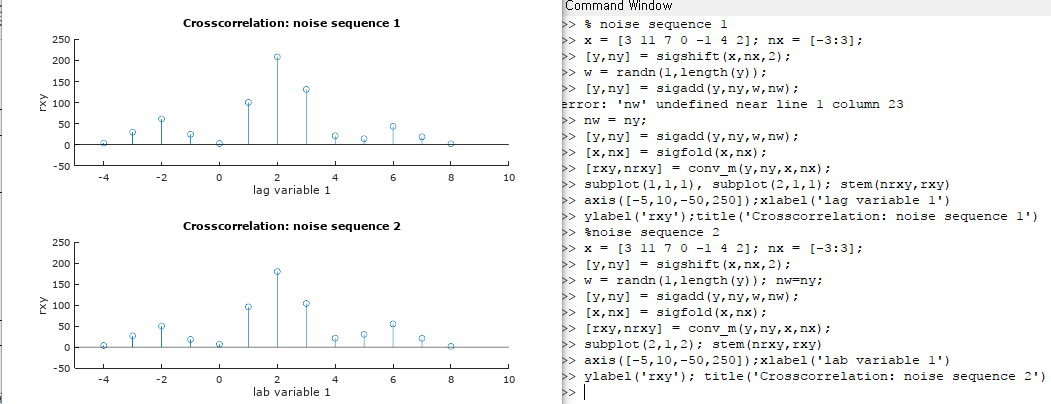 Crosscorrelation: noise sequence 1
250
200
150
100
50
0
-50
rxy
-4 -2 0 2 4 6 8 10
lag variable 1
Crosscorrelation: noise sequence 2
250
200
150
100
50
0
-50
rxy
-4 -2 0 2 4 6 8 10
lab variable 1
Command Window
>> % noise sequence 1
>> x = [3 11 7 0 -1 4 2]; nx = [-3:3];
>> [y,ny] = sigshift(x,nx,2);
>> w = randn(1,length(y));
>> [y,ny] = sigadd(y,ny,w,nw);
error: 'nw' undefined near line 1 column 23
>> nw = ny;
>> [y,ny] = sigadd(y,ny,w,nw);
>> [x,nx] = sigfold(x,nx);
>> [rxy,nrxy] = conv_m(y,ny,x,nx);
>> subplot(1,1,1), subplot(2,1,1); stem(nrxy,rxy)
>> axis([-5,10,-50,250]);xlabel('lag variable 1')
>> ylabel('rxy');title('Crosscorrelation: noise sequence 1')
>> %noise sequence 2
>> x = [3 11 7 0 -1 4 2]; nx = [-3:3];
>> [y,ny] = sigshift(x,nx,2);
>> w = randn(1,length(y)); nw=ny;
>> [y,ny] = sigadd(y,ny,w,nw);
>> [x,nx] = sigfold(x,nx);
>> [rxy,nrxy] = conv_m(y,ny,x,nx);
>> subplot(2,1,2); stem(nrxy,rxy)
>> axis([-5,10,-50,250]);xlabel('lab variable 1')
>> ylabel('rxy'); title('Crosscorrelation: noise sequence 2')
>>